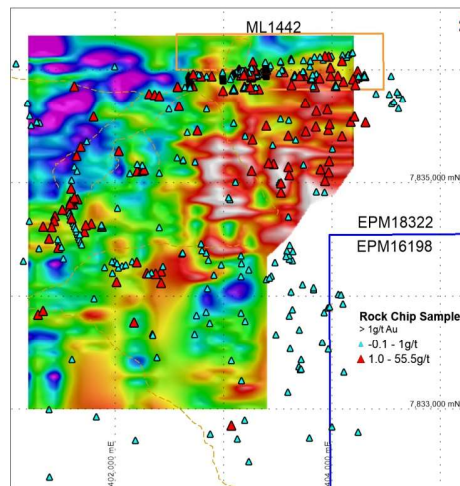 ML1442
7,835,000 mN
EPM18322
EPM16198
Rock Chip Sample
> 1g/t Au
-0.1 - 1g/t
1.0 - 55.5g/t
7,833,000 mN
402,000 mE
404,000 mE